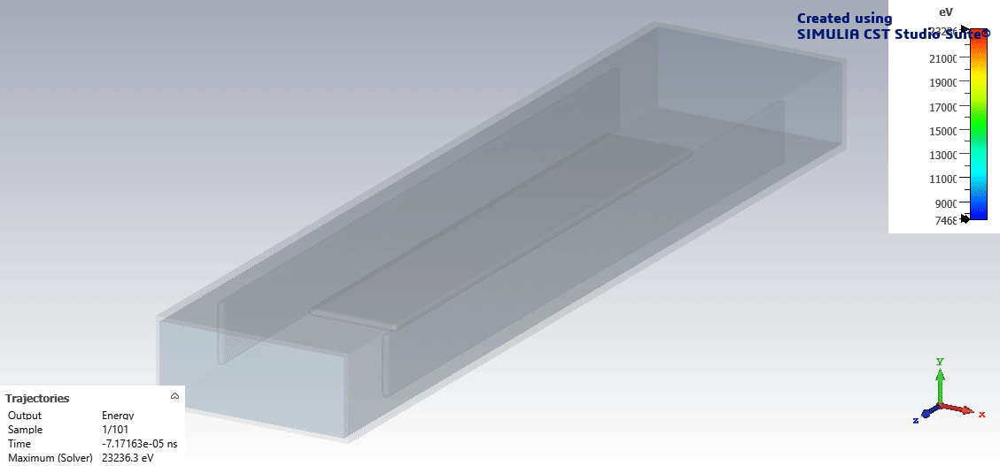 eV
Created using
SIMULIA CST Studio Suite®
23236
21000
19000
17000
15000
13000
11000
9000
7468
y
x
z
Trajectories
Output Energy
Sample 1/101
Time -7.17163e-05 ns
Maximum (Solver) 23236.3 eV